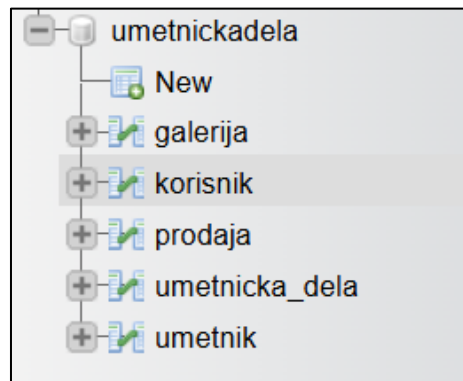 umetnickadela
New
galerija
korisnik
prodaja
umetnicka_dela
umetnik